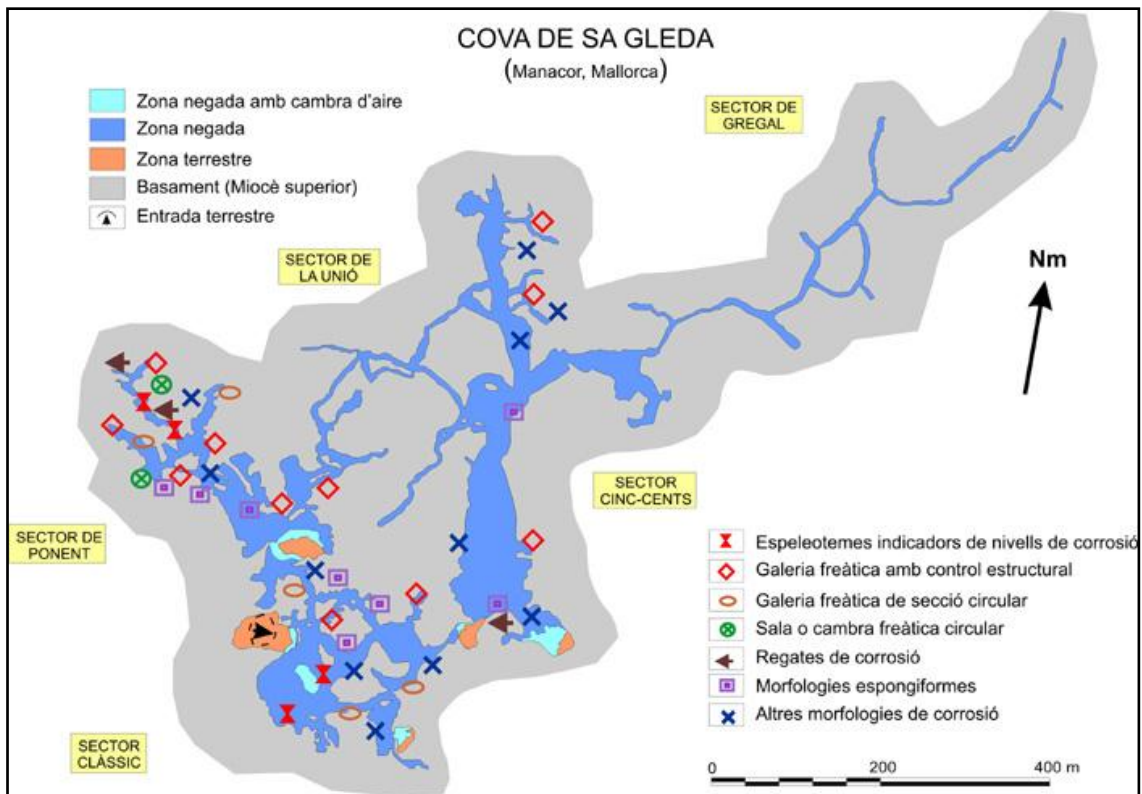 COVA DE SA GLEDA
(Manacor, Mallorca)
Zona negada amb cambra d'aire
Zona negada
Zona terrestre
Basament (Miocè superior)
Entrada terrestre
SECTOR DE
GREGAL
SECTOR DE
LA UNIÓ
Nm
SECTOR
CINC-CENTS
SECTOR DE
PONENT
SECTOR
CLÀSSIC
Espeleotemes indicadors de nivells de corrosió
Galeria freàtica amb control estructural
Galeria freàtica de secció circular
Sala o cambra freàtica circular
Regates de corrosió
Morfologies espongiformes
Altres morfologies de corrosió
0 200 400 m